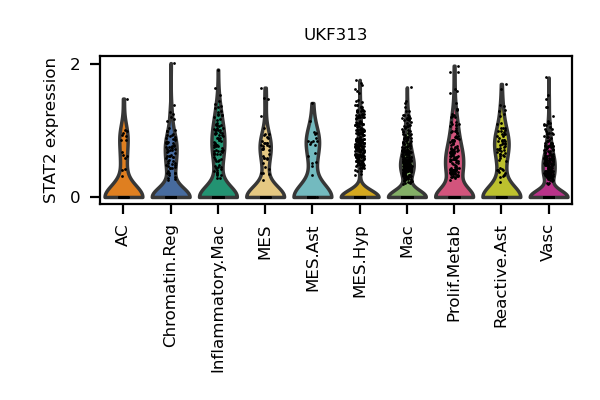 UKF313
STAT2 expression
2
0
AC
Chromatin.Reg
Inflammatory.Mac
MES
MES.Ast
MES.Hyp
Mac
Prolif.Metab
Reactive.Ast
Vasc